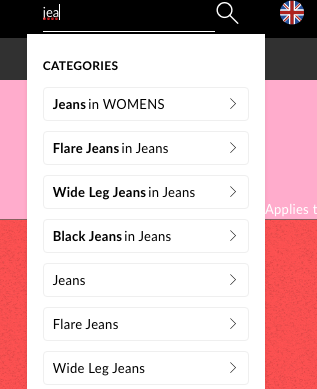 jea
CATEGORIES
Jeans in WOMENS
Flare Jeans in Jeans
Wide Leg Jeans in Jeans
Applies t
Black Jeans in Jeans
Jeans
Flare Jeans
Wide Leg Jeans